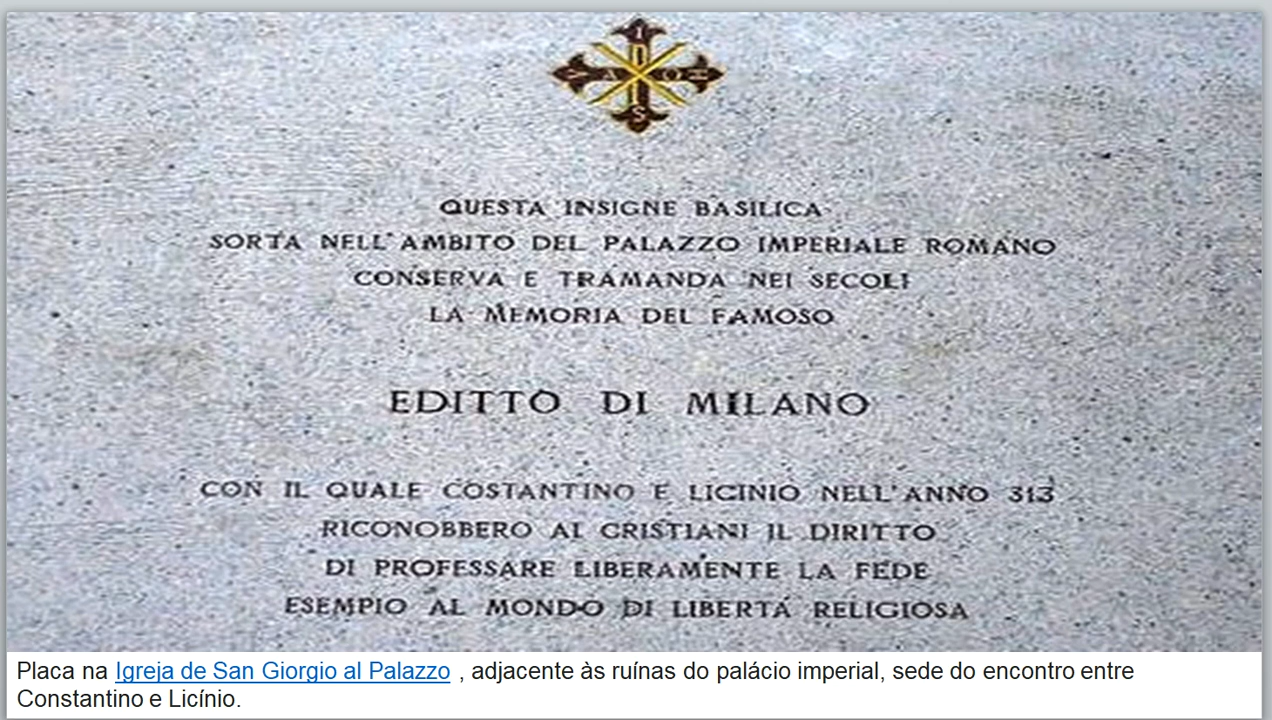 I
V A Ω H
S
QUESTA INSIGNE BASILICA
SORTA NELL'AMBITO DEL PALAZZO IMPERIALE ROMANO
CONSERVA E TRAMANDA NEI SECOLI
LA MEMORIA DEL FAMOSO
EDITTO DI MILANO
CON IL QUALE COSTANTINO E LICINIO NELL'ANNO 313
RICONOBBERO AI CRISTIANI IL DIRITTO
DI PROFESSARE LIBERAMENTE LA FEDE
ESEMPIO AL MONDO DI LIBERTÁ RELIGIOSA
Placa na Igreja de San Giorgio al Palazzo , adjacente às ruínas do palácio imperial, sede do encontro entre
Constantino e Licínio.